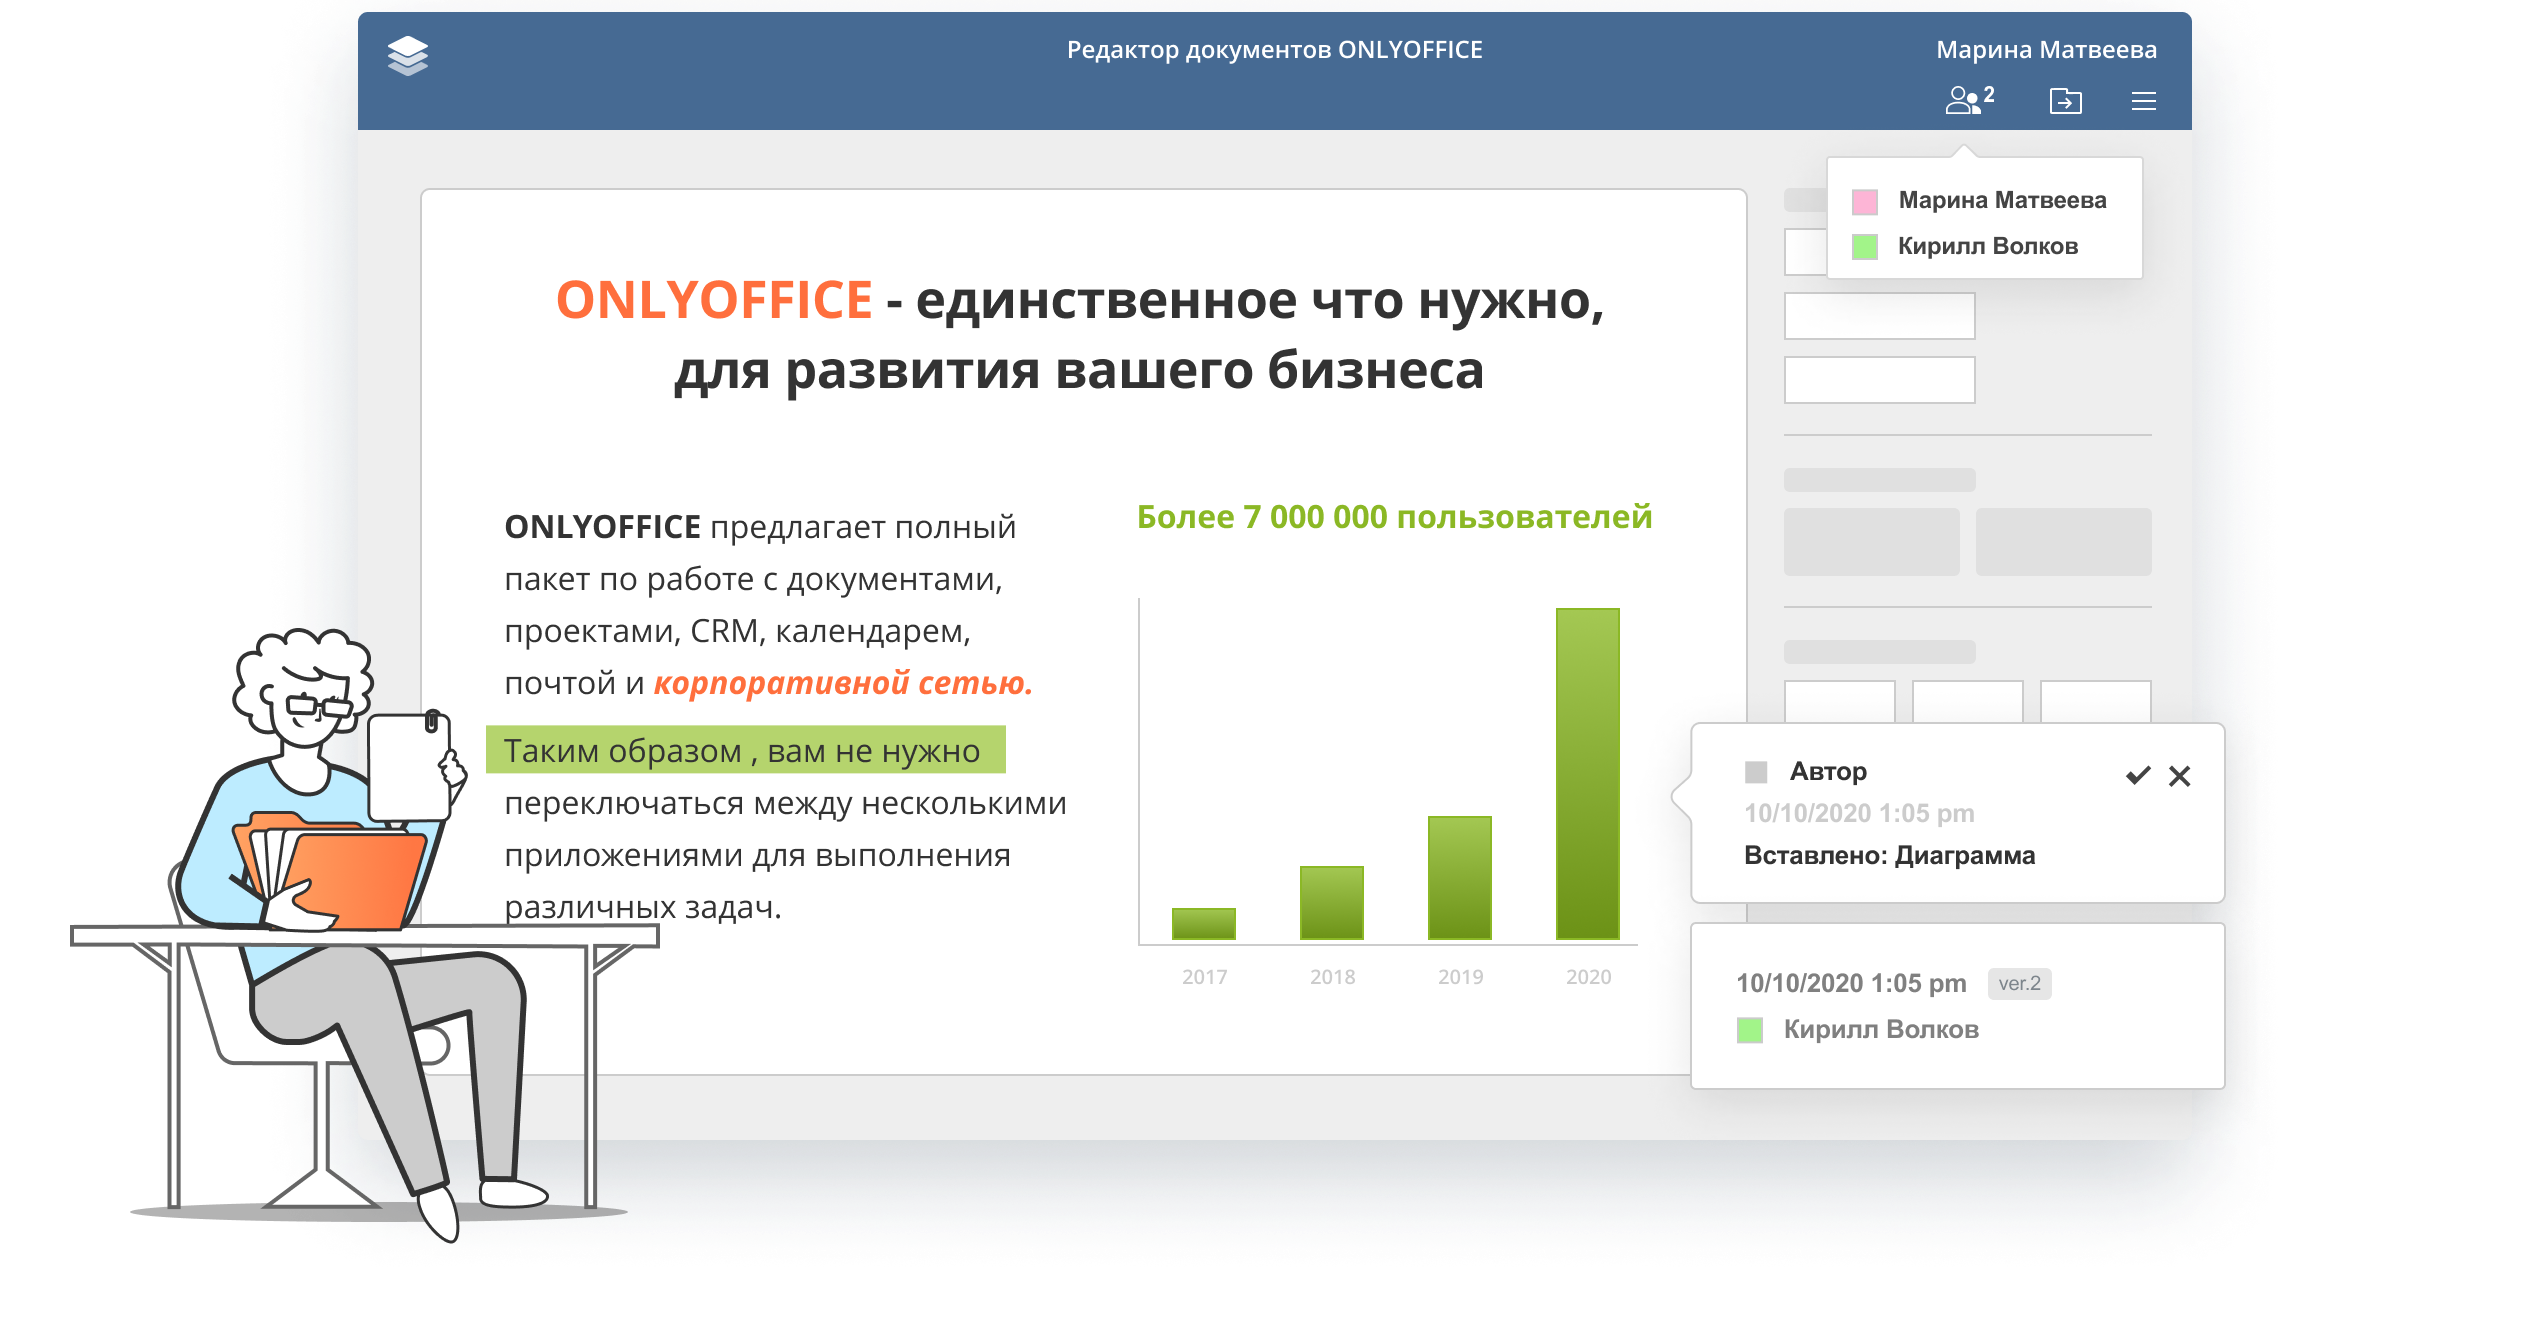 Редактор документов ONLYOFFICE
Марина Матвеева
2
Марина Матвеева
Кирилл Волков
ONLYOFFICE - единственное что нужно,
для развития вашего бизнеса
ONLYOFFICE предлагает полный
пакет по работе с документами,
проектами, CRM, календарем,
почтой и корпоративной сетью.
Таким образом , вам не нужно
переключаться между несколькими
приложениями для выполнения
различных задач.
Более 7 000 000 пользователей
2017 2018 2019 2020
Автор
10/10/2020 1:05 pm
Вставлено: Диаграмма
10/10/2020 1:05 pm ver.2
Кирилл Волков